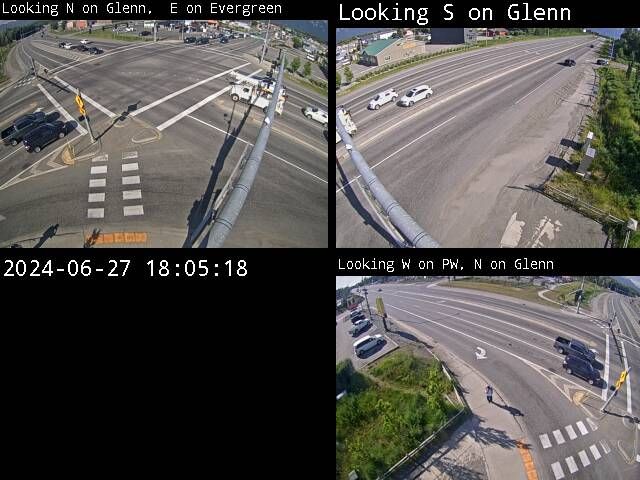 Looking N on Glenn, E on Evergreen
Looking S on Glenn
2024-06-27 18:05:18
Looking W on PW, N on Glenn